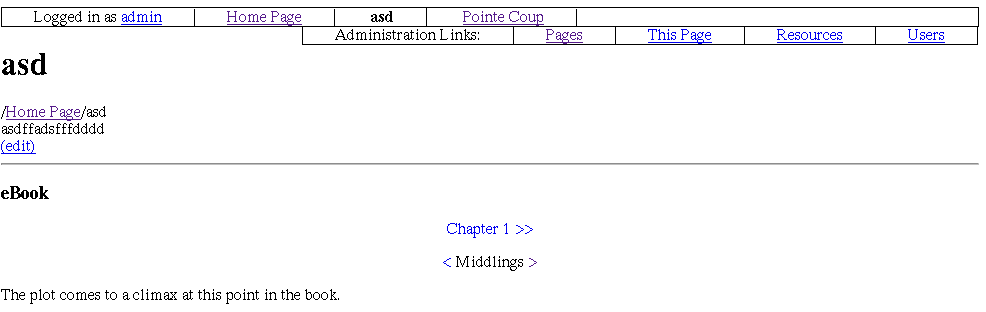 Logged in as admin Home Page asd Pointe Coup
Administration Links: Pages This Page Resources Users
asd
/Home Page/asd
asdffadsfffdddd
(edit)
eBook
Chapter 1 >>
< Middlings >
The plot comes to a climax at this point in the book.